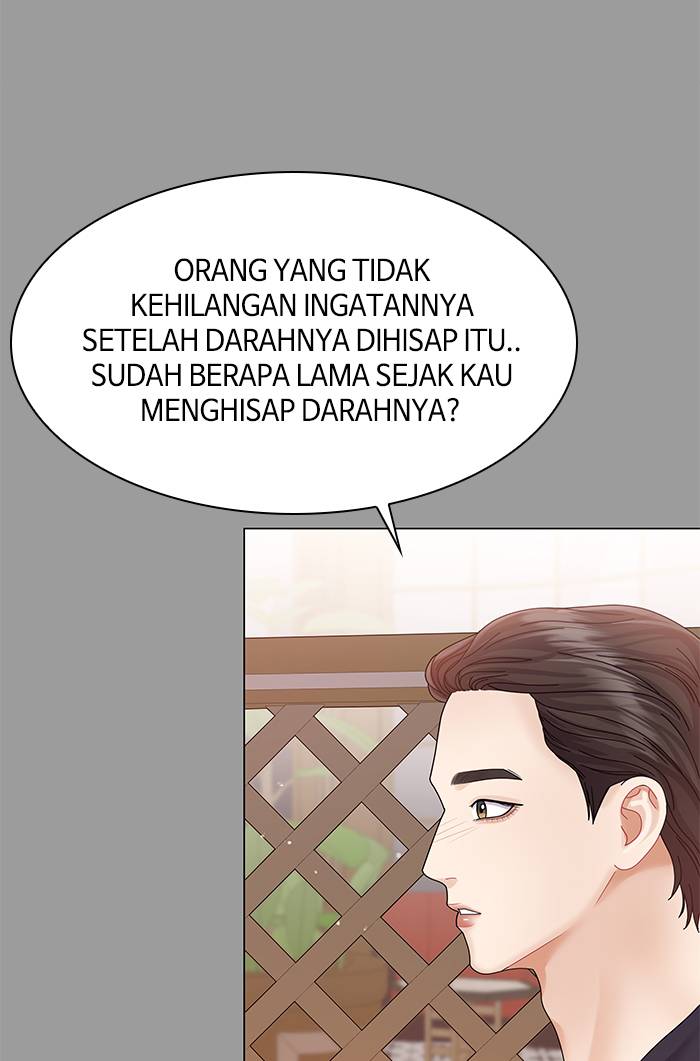 ORANG YANG TIDAK
KEHILANGAN INGATANNYA
SETELAH DARAHNYA DIHISAP ITU..
SUDAH BERAPA LAMA SEJAK KAU
MENGHISAP DARAHNYA?